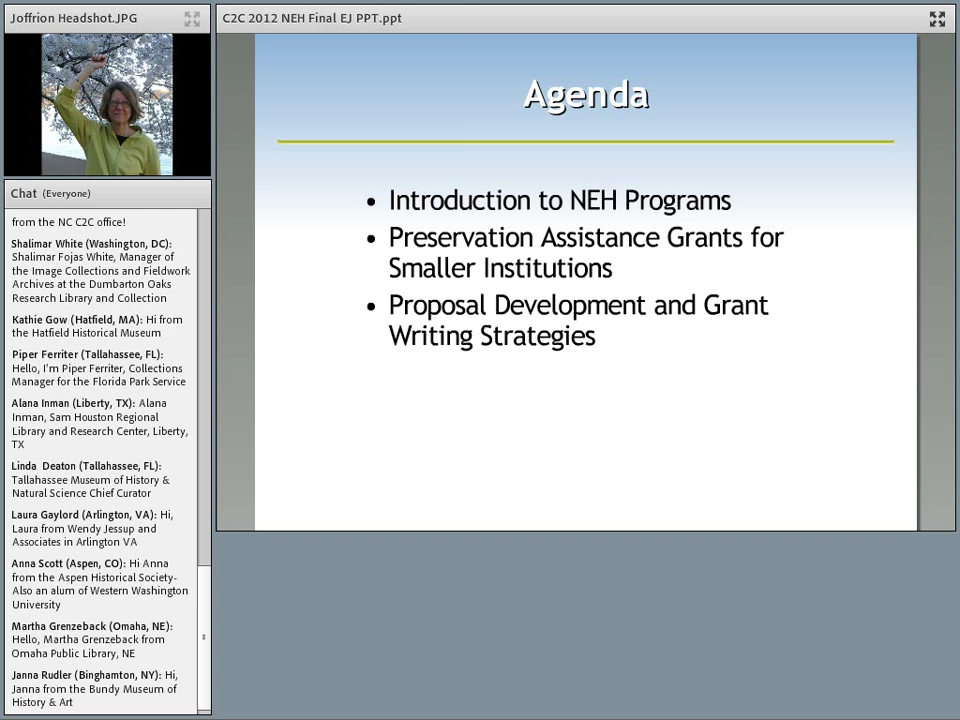 Joffrion Headshot.JPG
C2C 2012 NEH Final EJ PPT.ppt
Agenda
• Introduction to NEH Programs
• Preservation Assistance Grants for
Smaller Institutions
• Proposal Development and Grant
Writing Strategies
Chat (Everyone)
from the NC C2C office!
Shalimar White (Washington, DC):
Shalimar Fojas White, Manager of
the Image Collections and Fieldwork
Archives at the Dumbarton Oaks
Research Library and Collection
Kathie Gow (Hatfield, MA): Hi from
the Hatfield Historical Museum
Piper Ferriter (Tallahassee, FL):
Hello, I'm Piper Ferriter, Collections
Manager for the Florida Park Service
Alana Inman (Liberty, TX): Alana
Inman, Sam Houston Regional
Library and Research Center, Liberty,
TX
Linda Deaton (Tallahassee, FL):
Tallahassee Museum of History &
Natural Science Chief Curator
Laura Gaylord (Arlington, VA): Hi,
Laura from Wendy Jessup and
Associates in Arlington VA
Anna Scott (Aspen, CO): Hi Anna
from the Aspen Historical Society-
Also an alum of Western Washington
University
Martha Grenzeback (Omaha, NE):
Hello, Martha Grenzeback from
Omaha Public Library, NE
Janna Rudler (Binghamton, NY): Hi,
Janna from the Bundy Museum of
History & Art